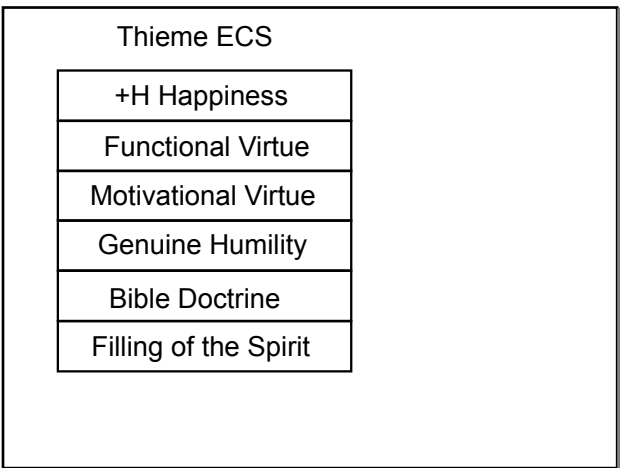 Thieme ECS
+H Happiness
Functional Virtue
Motivational Virtue
Genuine Humility
Bible Doctrine
Filling of the Spirit